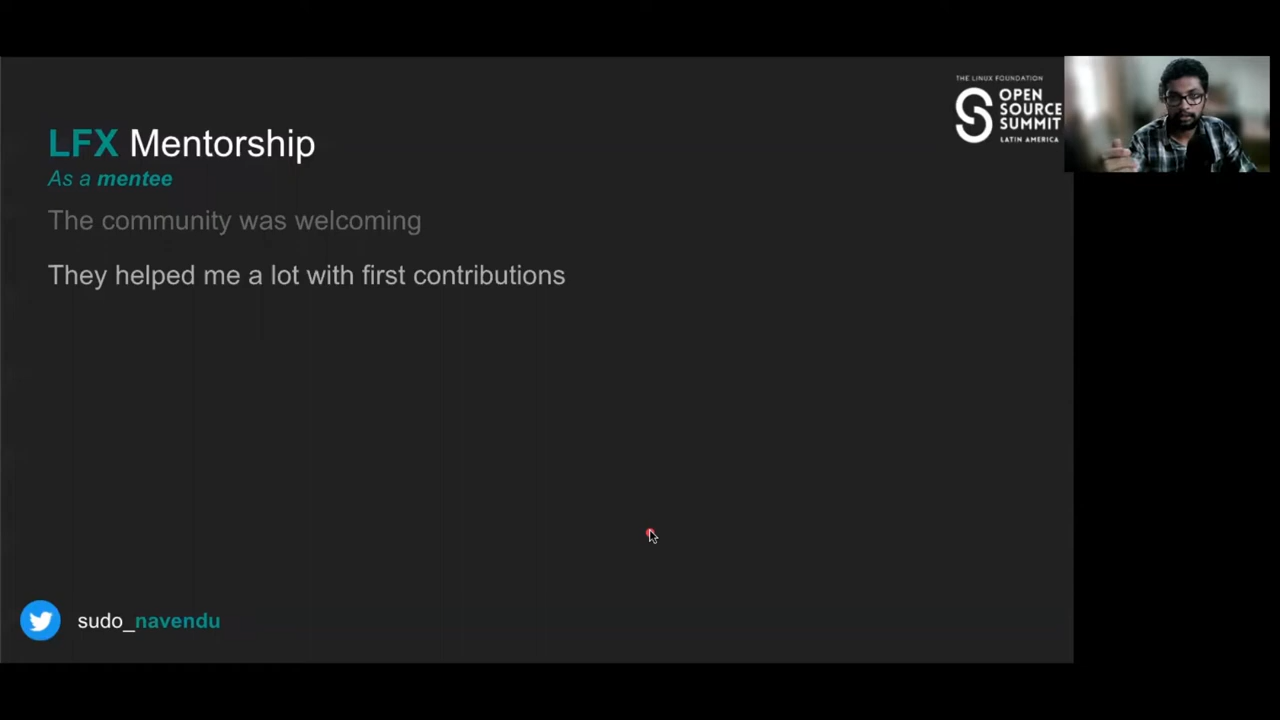 THE LINUX FOUNDATION
OPEN
SOURCE
SUMMIT
LATIN AMERICA
LFX Mentorship
As a mentee
The community was welcoming
They helped me a lot with first contributions
sudo_navendu